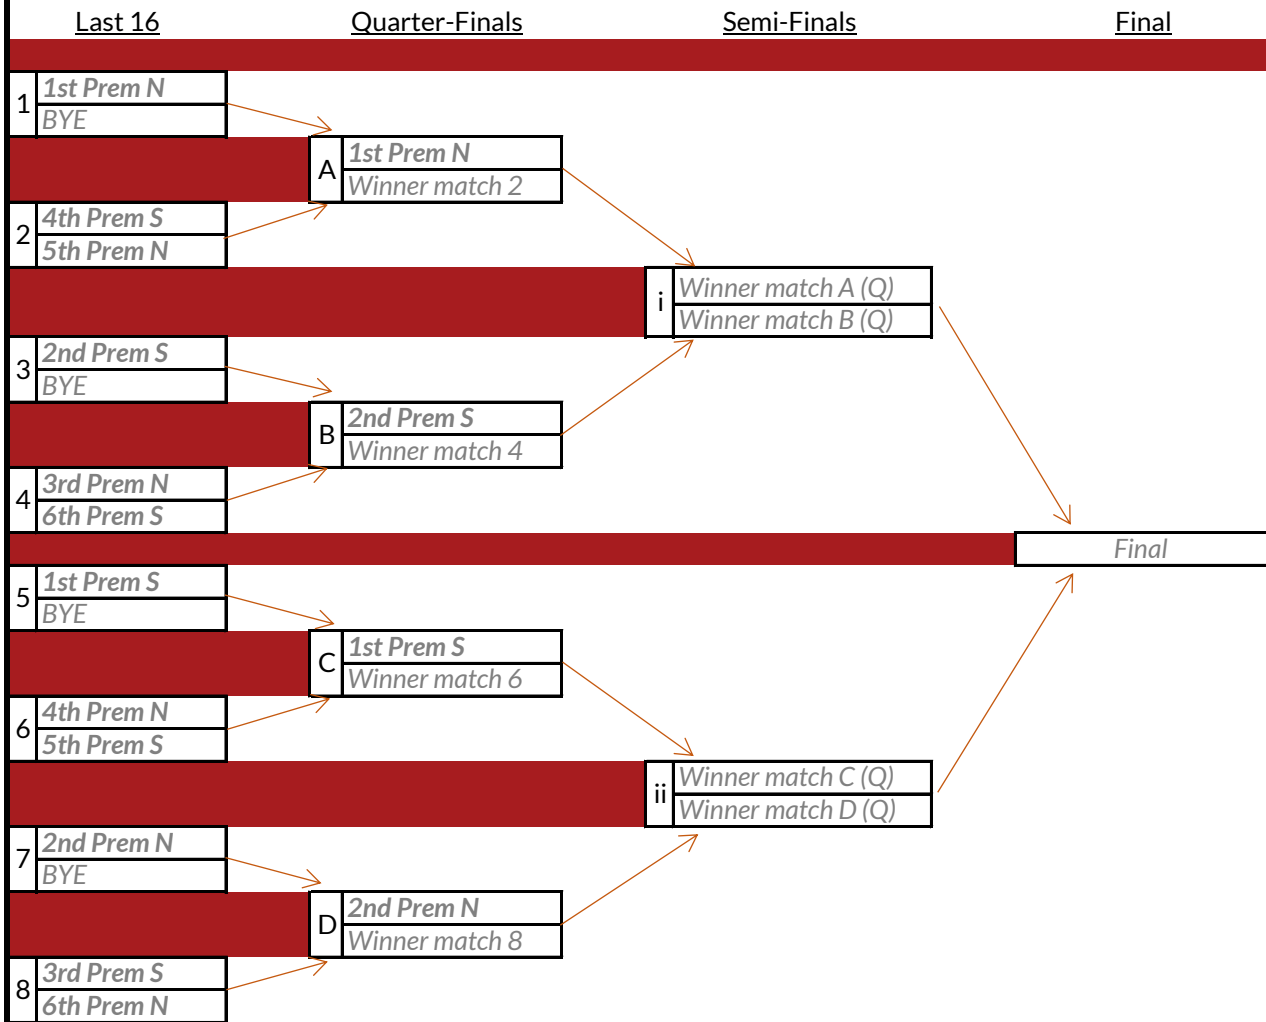 Last 16 Quarter-Finals Semi-Finals Final
1 1st Prem N
BYE
A 1st Prem N
Winner match 2
2 4th Prem S
5th Prem N
i Winner match A (Q)
Winner match B (Q)
3 2nd Prem S
BYE
B 2nd Prem S
Winner match 4
4 3rd Prem N
6th Prem S
Final
5 1st Prem S
BYE
C 1st Prem S
Winner match 6
6 4th Prem N
5th Prem S
ii Winner match C (Q)
Winner match D (Q)
7 2nd Prem N
BYE
D 2nd Prem N
Winner match 8
8 3rd Prem S
6th Prem N